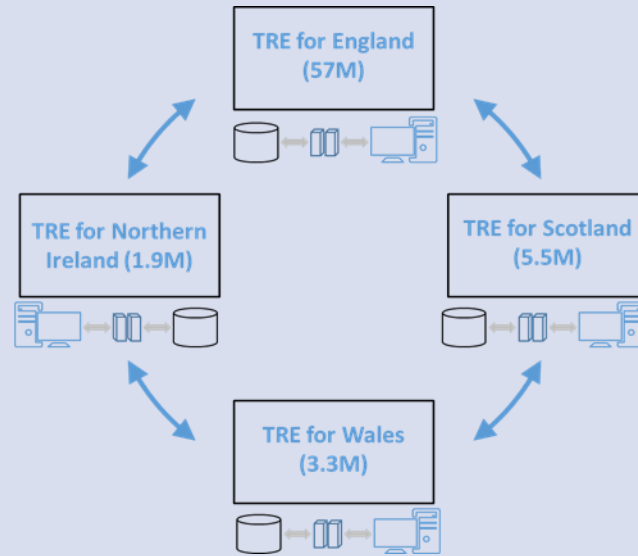 TRE for England
(57M)
TRE for Northern
Ireland (1.9M)
TRE for Scotland
(5.5M)
TRE for Wales
(3.3M)